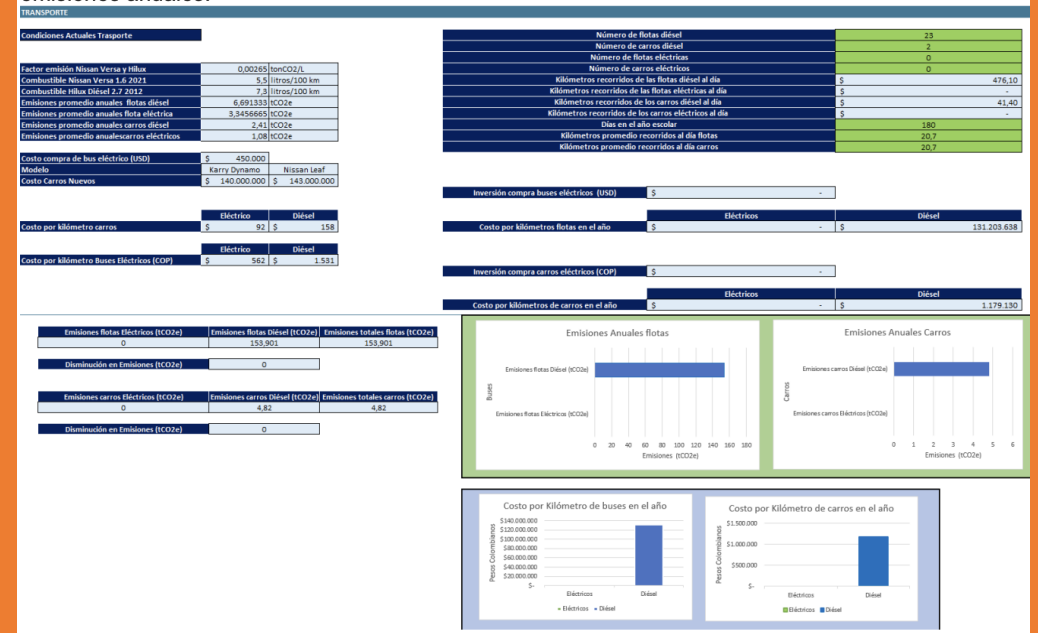 emisiones anuales.
TRANSPORTE
Condiciones Actuales Trasporte
Factor emisión Nissan Versa y Hilux 0,00265 tonCO2/L
Combustible Nissan Versa 1.6 2021 5,5 litros/100 km
Combustible Hilux Diésel 2.7 2012 7,3 litros/100 km
Emisiones promedio anuales flotas diésel 6,691333 tCO2e
Emisiones promedio anuales flota eléctrica 3,3456665 tCO2e
Emisiones promedio anuales carros diésel 2,41 tCO2e
Emisiones promedio anualescarros eléctricos 1,08 tCO2e
Costo compra de bus eléctrico (USD) $ 450.000
Modelo Karry Dynamo Nissan Leaf
Costo Carros Nuevos $ 140.000.000 $ 143.000.000
Eléctrico Diésel
Costo por kilómetro carros $ 92 $ 158
Eléctrico Diésel
Costo por kilómetro Buses Eléctricos (COP) $ 562 $ 1.531
Número de flotas diésel 23
Número de carros diésel 2
Número de flotas eléctricas 0
Número de carros eléctricos 0
Kilómetros recorridos de las flotas diésel al día $ 476,10
Kilómetros recorridos de las flotas eléctricas al día $ -
Kilómetros recorridos de los carros diésel al día $ 41,40
Kilómetros recorridos de los carros eléctricos al día $ -
Días en el año escolar 180
Kilómetros promedio recorridos al día flotas 20,7
Kilómetros promedio recorridos al día carros 20,7
Inversión compra buses eléctricos (USD) $ -
Eléctricos Diésel
Costo por kilómetros flotas en el año $ - $ 131.203.638
Inversión compra carros eléctricos (COP) $ -
Eléctricos Diésel
Costo por kilómetros de carros en el año $ - $ 1.179.130
Emisiones flotas Eléctricos (tCO2e) Emisiones flotas Diésel (tCO2e) Emisiones totales flotas (tCO2e)
0 153,901 153,901
Disminución en Emisiones (tCO2e) 0
Emisiones carros Eléctricos (tCO2e) Emisiones carros Diésel (tCO2e) Emisiones totales carros (tCO2e)
0 4,82 4,82
Disminución en Emisiones (tCO2e) 0
Emisiones Anuales flotas
Buses
Emisiones flotas Diésel (tCO2e)
Emisiones flotas Eléctricas (tCO2e)
0 20 40 60 80 100 120 140 160 180
Emisiones (tCO2e)
Emisiones Anuales Carros
Carros
Emisiones carros Diésel (tCO2e)
Emisiones carros Eléctricas (tCO2e)
0 1 2 3 4 5 6
Emisiones (tCO2e)
Costo por Kilómetro de buses en el año
Pesos Colombianos
$140.000.000
$120.000.000
$100.000.000
$80.000.000
$60.000.000
$40.000.000
$20.000.000
$-
Eléctricos Diésel
Eléctricos Diésel
Costo por Kilómetro de carros en el año
Pesos Colombianos
$1.500.000
$1.000.000
$500.000
$-
Eléctricos Diésel
Eléctricos Diésel